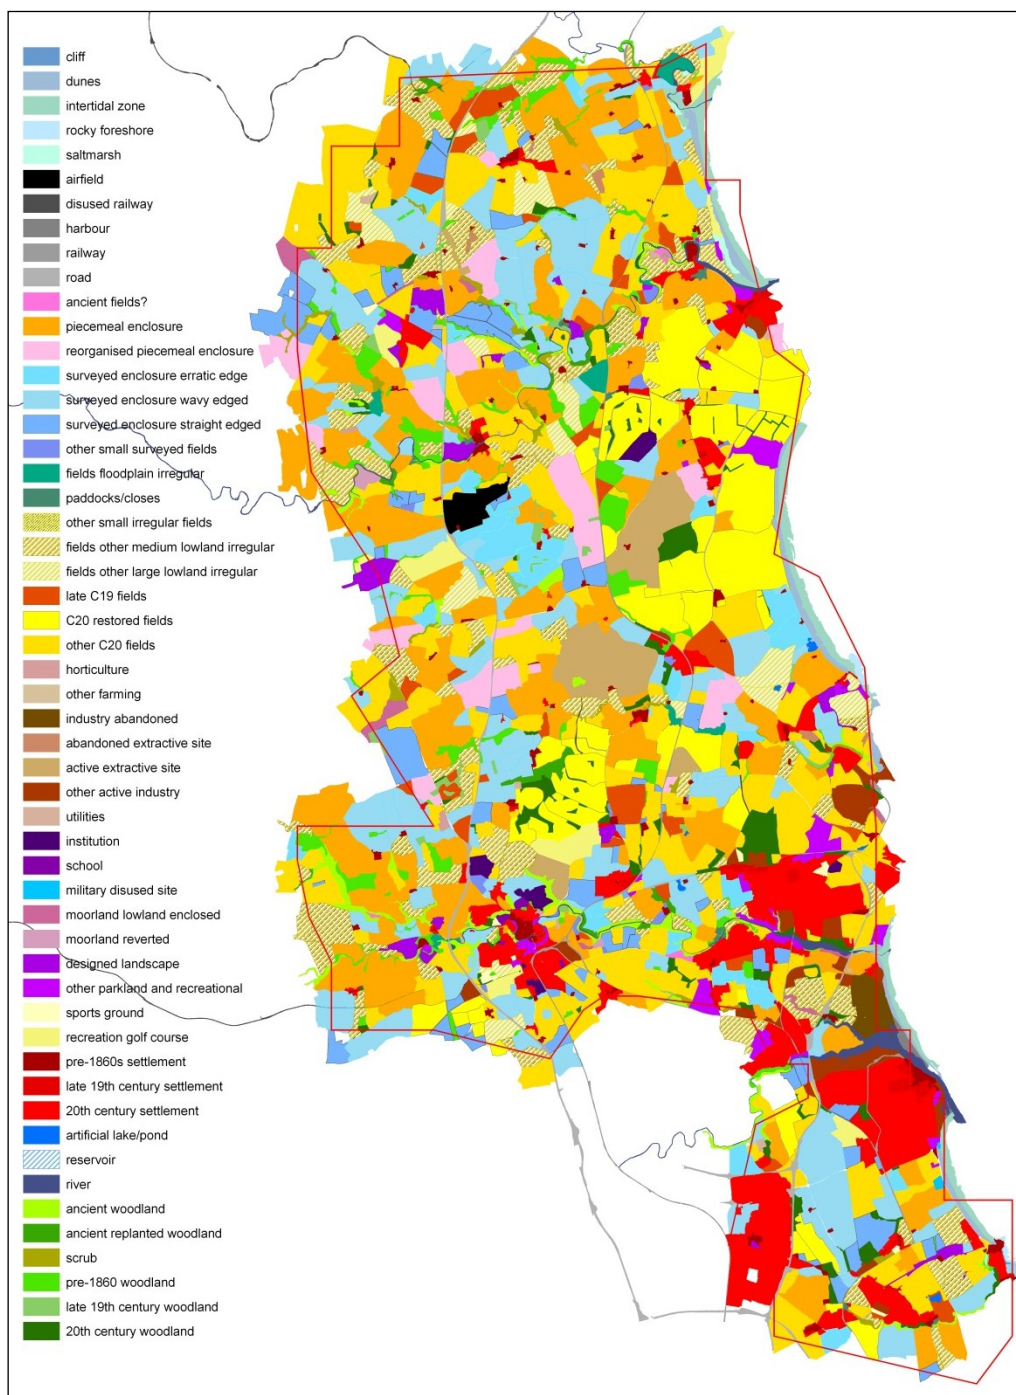 cliff
dunes
intertidal zone
rocky foreshore
saltmarsh
airfield
disused railway
harbour
railway
road
ancient fields?
piecemeal enclosure
reorganised piecemeal enclosure
surveyed enclosure erratic edge
surveyed enclosure wavy edged
surveyed enclosure straight edged
other small surveyed fields
fields floodplain irregular
paddocks/closes
other small irregular fields
fields other medium lowland irregular
fields other large lowland irregular
late C19 fields
C20 restored fields
other C20 fields
horticulture
other farming
industry abandoned
abandoned extractive site
active extractive site
other active industry
utilities
institution
school
military disused site
moorland lowland enclosed
moorland reverted
designed landscape
other parkland and recreational
sports ground
recreation golf course
pre-1860s settlement
late 19th century settlement
20th century settlement
artificial lake/pond
reservoir
river
ancient woodland
ancient replanted woodland
scrub
pre-1860 woodland
late 19th century woodland
20th century woodland